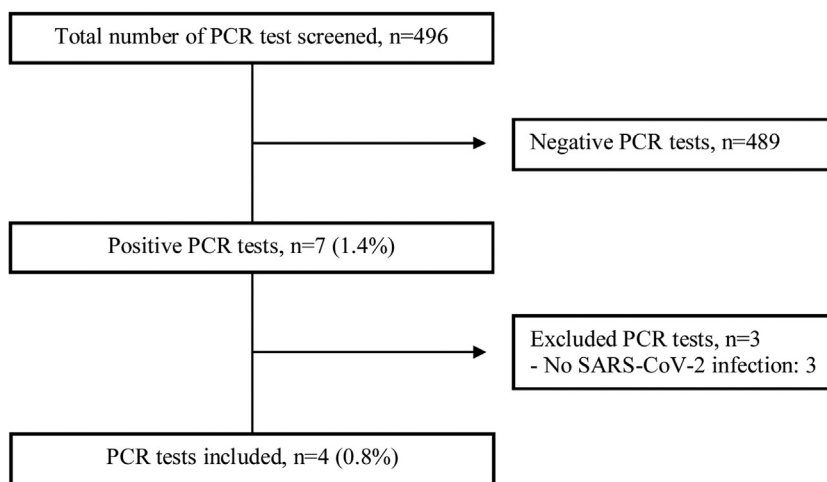 Total number of PCR test screened, n=496
Negative PCR tests, n=489
Positive PCR tests, n=7 (1.4%)
Excluded PCR tests, n=3
- No SARS-CoV-2 infection: 3
PCR tests included, n=4 (0.8%)